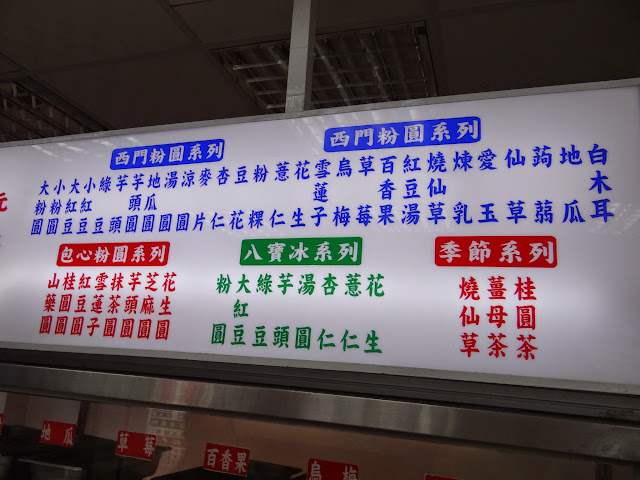 西門粉圓系列
大粉圓
小粉圓
大紅豆
小紅豆
綠豆
芋頭
芋頭圓
地瓜圓
湯圓
涼圓
麥片
杏仁
豆花
粉粿
薏仁
花生
西門粉圓系列
雪蓮子
烏梅
草莓
百香果
紅豆湯
燒仙草
煉乳
愛玉
仙草
蒟蒻
地瓜
白木耳
元
包心粉圓系列
山藥圓
桂圓圓
紅豆圓
雪蓮子
抹茶圓
芋頭圓
芝麻圓
花生圓
八寶冰系列
粉圓
大紅豆
綠豆
芋頭
湯圓
杏仁
薏仁
花生
季節系列
燒仙草
薑母茶
桂圓茶
地瓜
草莓
百香果
烏梅